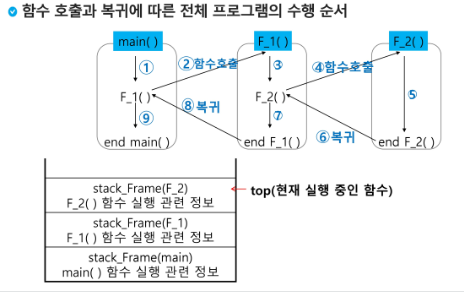 함수 호출과 복귀에 따른 전체 프로그램의 수행 순서
main( )
F_1( )
F_2( )
①
②함수호출
③
④함수호출
F_1( )
F_2( )
⑤
⑨
⑧복귀
⑦
⑥복귀
end main( )
end F_1( )
end F_2( )
stack_Frame(F_2)
F_2( ) 함수 실행 관련 정보
top(현재 실행 중인 함수)
stack_Frame(F_1)
F_1( ) 함수 실행 관련 정보
stack_Frame(main)
main( ) 함수 실행 관련 정보